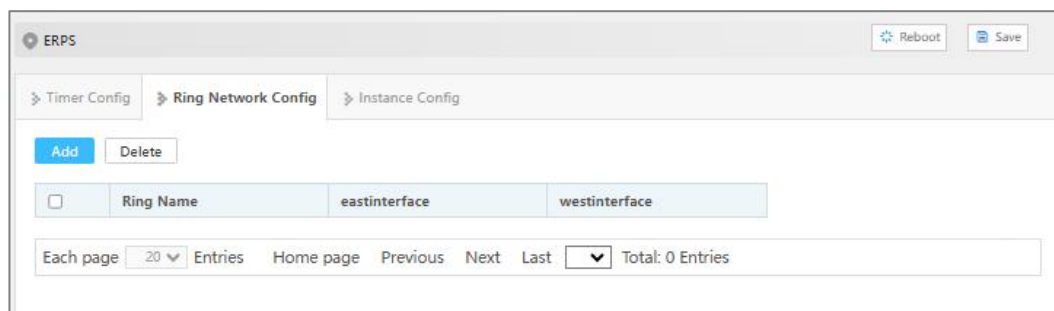 ERPS Reboot Save
Timer Config Ring Network Config Instance Config
Add Delete
Ring Name eastinterface westinterface
Each page 20 Entries Home page Previous Next Last Total: 0 Entries